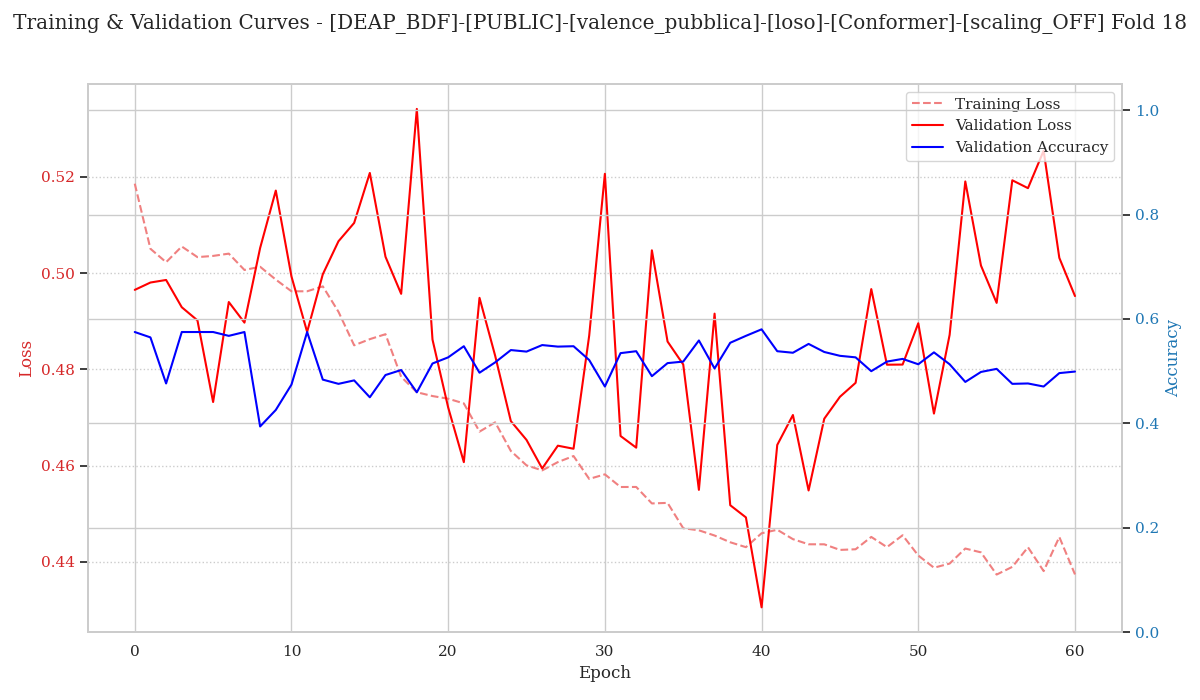 Training & Validation Curves - [DEAP_BDF]-[PUBLIC]-[valence_pubblica]-[loso]-[Conformer]-[scaling_OFF] Fold 18
Training Loss
Validation Loss
Validation Accuracy
0.52
0.50
0.48
0.46
0.44
Loss
1.0
0.8
0.6
0.4
0.2
0.0
Accuracy
0
10
20
30
40
50
60
Epoch